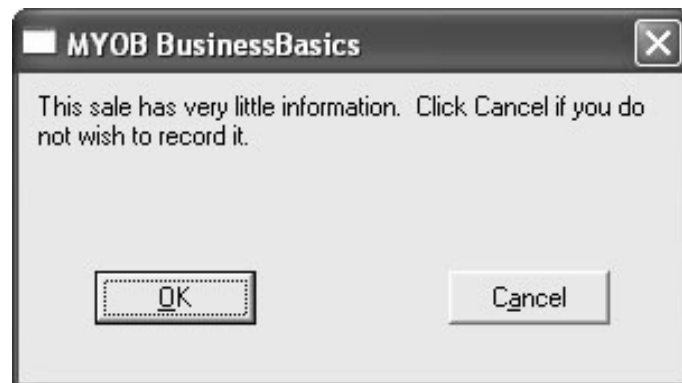 MYOB BusinessBasics
This sale has very little information.  Click Cancel if you do
not wish to record it.
OK
Cancel